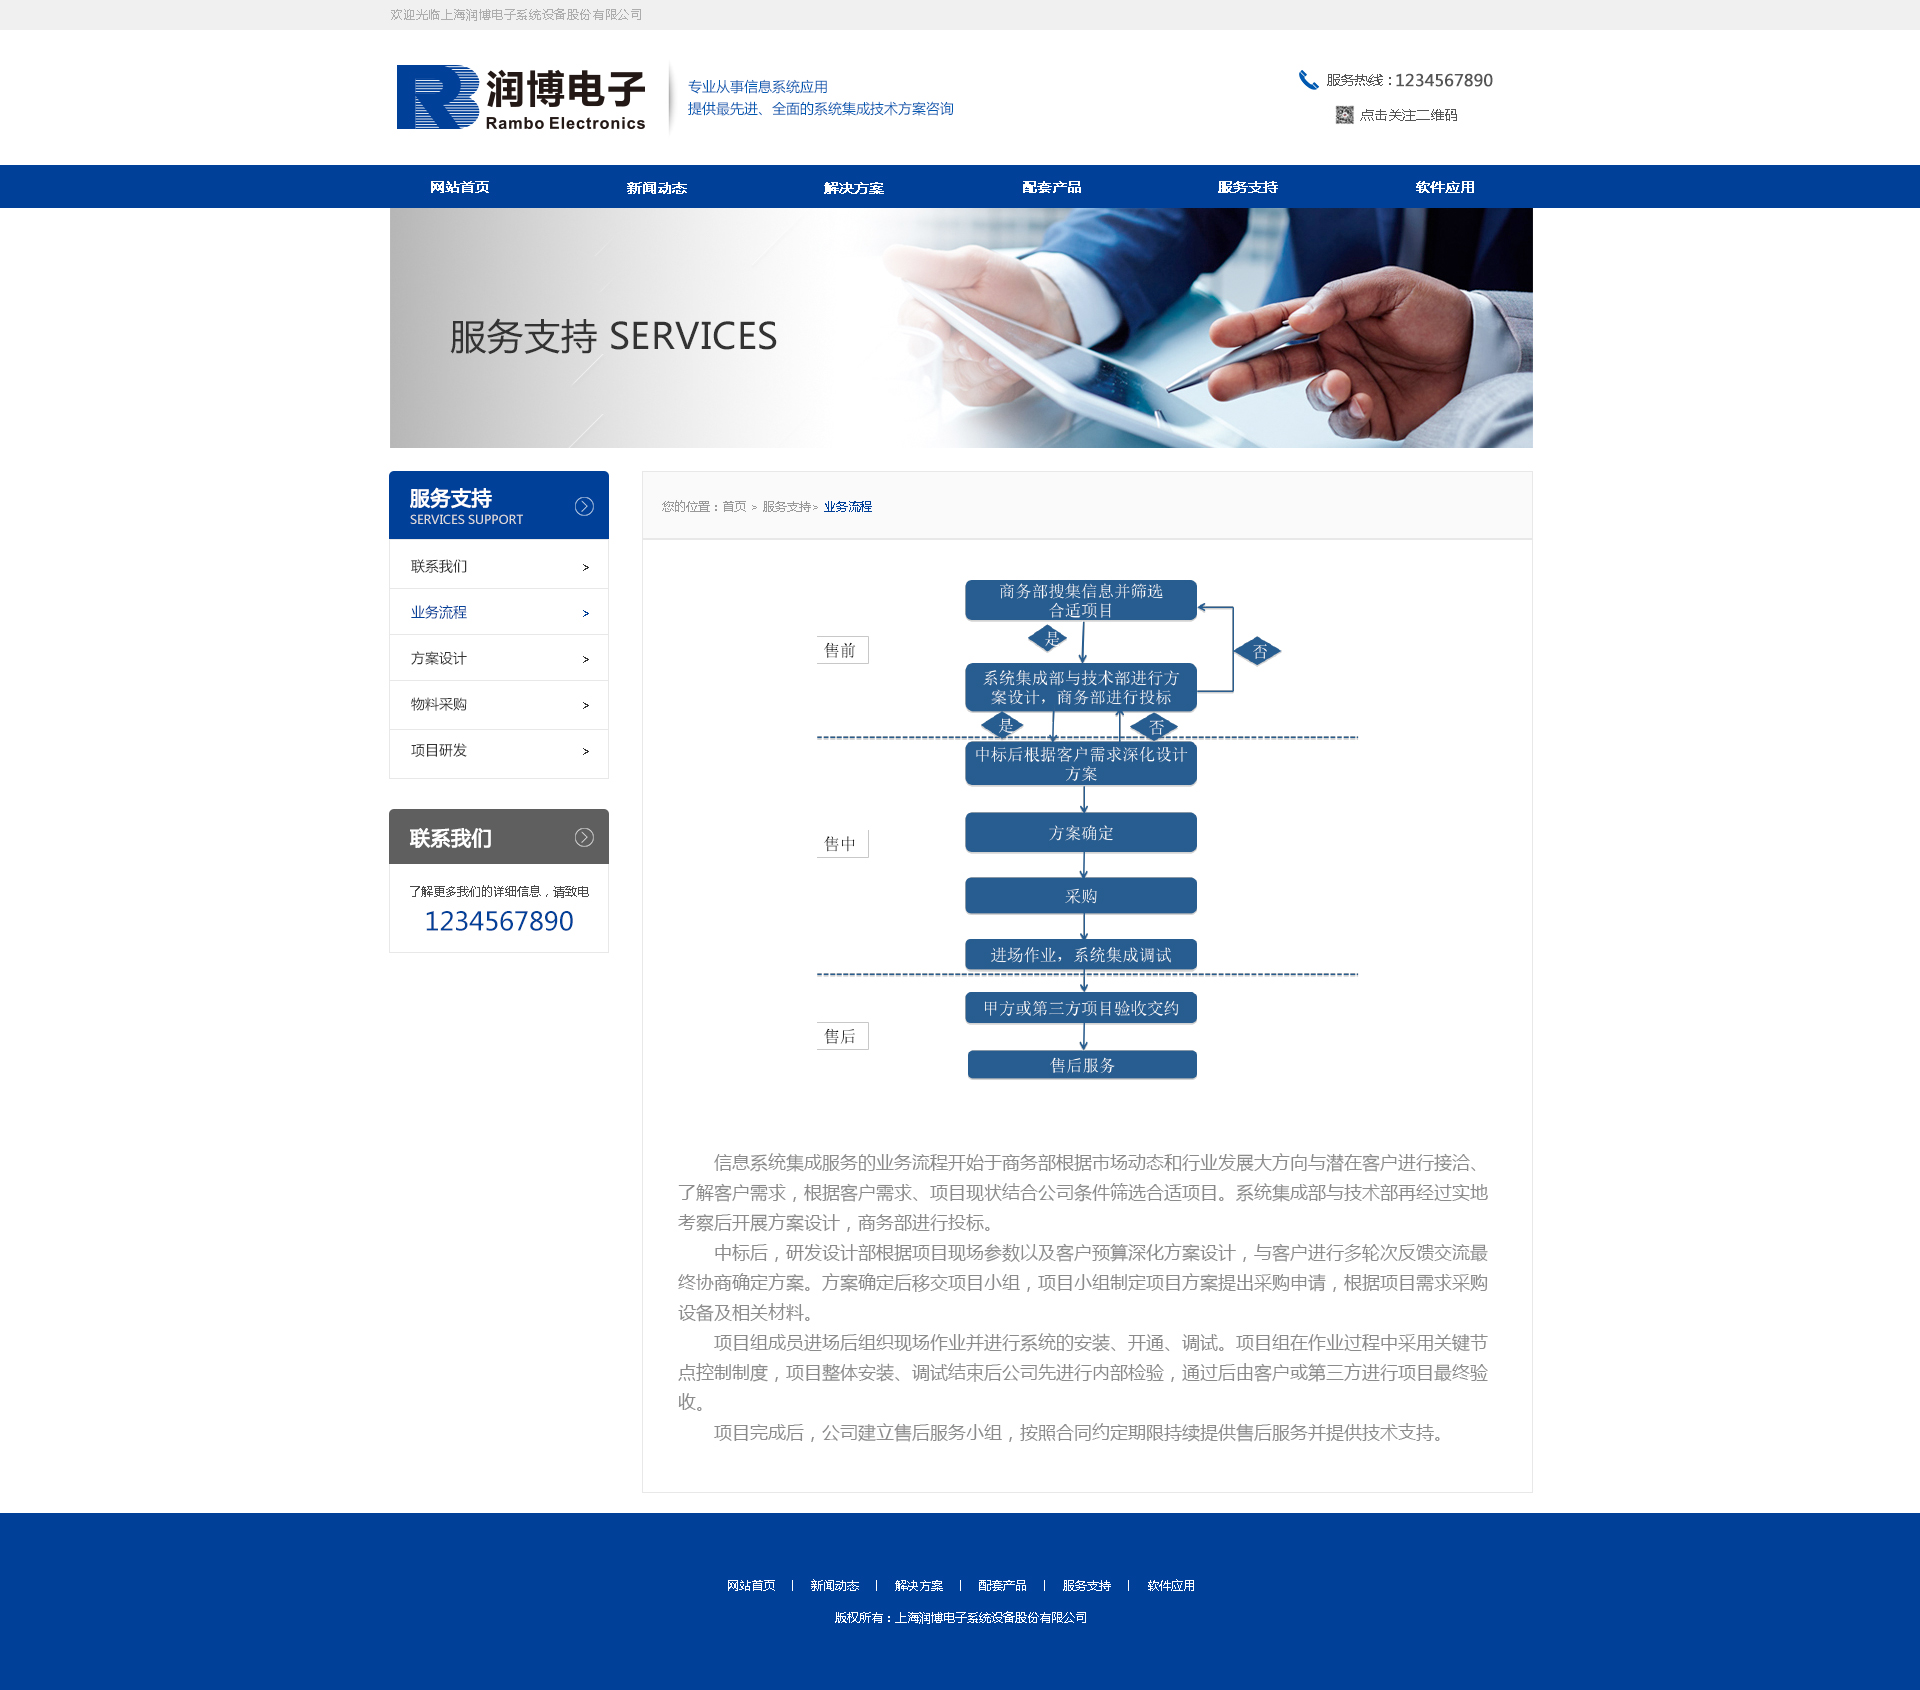 欢迎光临上海润博电子系统设备股份有限公司
润博电子
Rambo Electronics
专业从事信息系统应用
提供最先进、全面的系统集成技术方案咨询
服务热线：1234567890
点击关注二维码
网站首页 新闻动态 解决方案 配套产品 服务支持 软件应用
服务支持 SERVICES
服务支持
SERVICES SUPPORT
联系我们 >
业务流程 >
方案设计 >
物料采购 >
项目研发 >
联系我们
了解更多我们的详细信息，请致电
1234567890
您的位置：首页 > 服务支持> 业务流程
商务部搜集信息并筛选
合适项目
是
售前
否
系统集成部与技术部进行方
案设计，商务部进行投标
是
否
中标后根据客户需求深化设计
方案
方案确定
售中
采购
进场作业，系统集成调试
甲方或第三方项目验收交约
售后
售后服务
信息系统集成服务的业务流程开始于商务部根据市场动态和行业发展大方向与潜在客户进行接洽、
了解客户需求，根据客户需求、项目现状结合公司条件筛选合适项目。系统集成部与技术部再经过实地
考察后开展方案设计，商务部进行投标。
中标后，研发设计部根据项目现场参数以及客户预算深化方案设计，与客户进行多轮次反馈交流最
终协商确定方案。方案确定后移交项目小组，项目小组制定项目方案提出采购申请，根据项目需求采购
设备及相关材料。
项目组成员进场后组织现场作业并进行系统的安装、开通、调试。项目组在作业过程中采用关键节
点控制制度，项目整体安装、调试结束后公司先进行内部检验，通过后由客户或第三方进行项目最终验
收。
项目完成后，公司建立售后服务小组，按照合同约定期限持续提供售后服务并提供技术支持。
网站首页 | 新闻动态 | 解决方案 | 配套产品 | 服务支持 | 软件应用
版权所有：上海润博电子系统设备股份有限公司